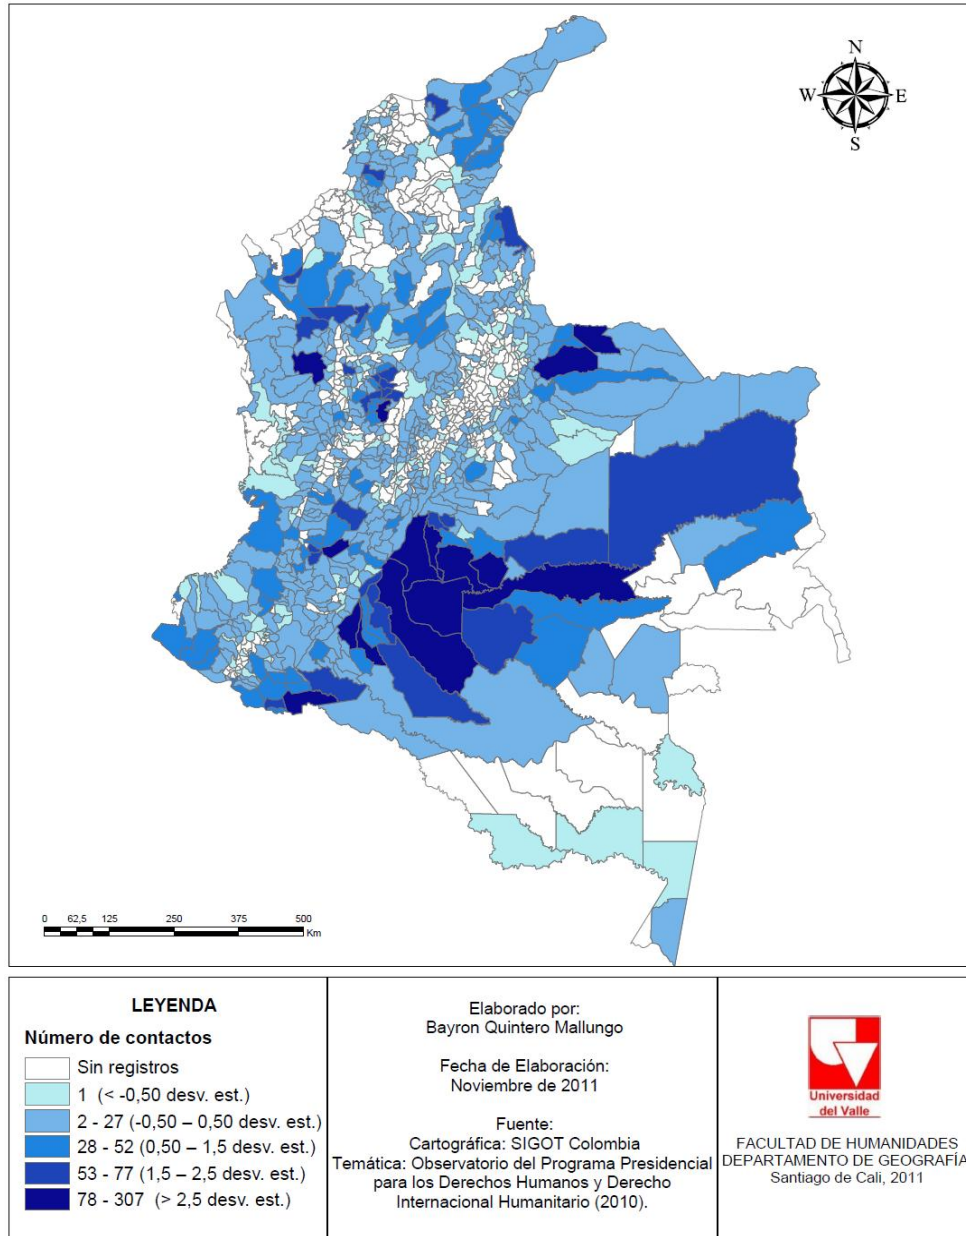 N
W E
S
0 62,5 125 250 375 500
Km
LEYENDA
Número de contactos
Sin registros
1 (< -0,50 desv. est.)
2 - 27 (-0,50 – 0,50 desv. est.)
28 - 52 (0,50 – 1,5 desv. est.)
53 - 77 (1,5 – 2,5 desv. est.)
78 - 307 (> 2,5 desv. est.)
Elaborado por:
Bayron Quintero Mallungo
Fecha de Elaboración:
Noviembre de 2011
Fuente:
Cartográfica: SIGOT Colombia
Temática: Observatorio del Programa Presidencial
para los Derechos Humanos y Derecho
Internacional Humanitario (2010).
Universidad
del Valle
FACULTAD DE HUMANIDADES
DEPARTAMENTO DE GEOGRAFÍA
Santiago de Cali, 2011